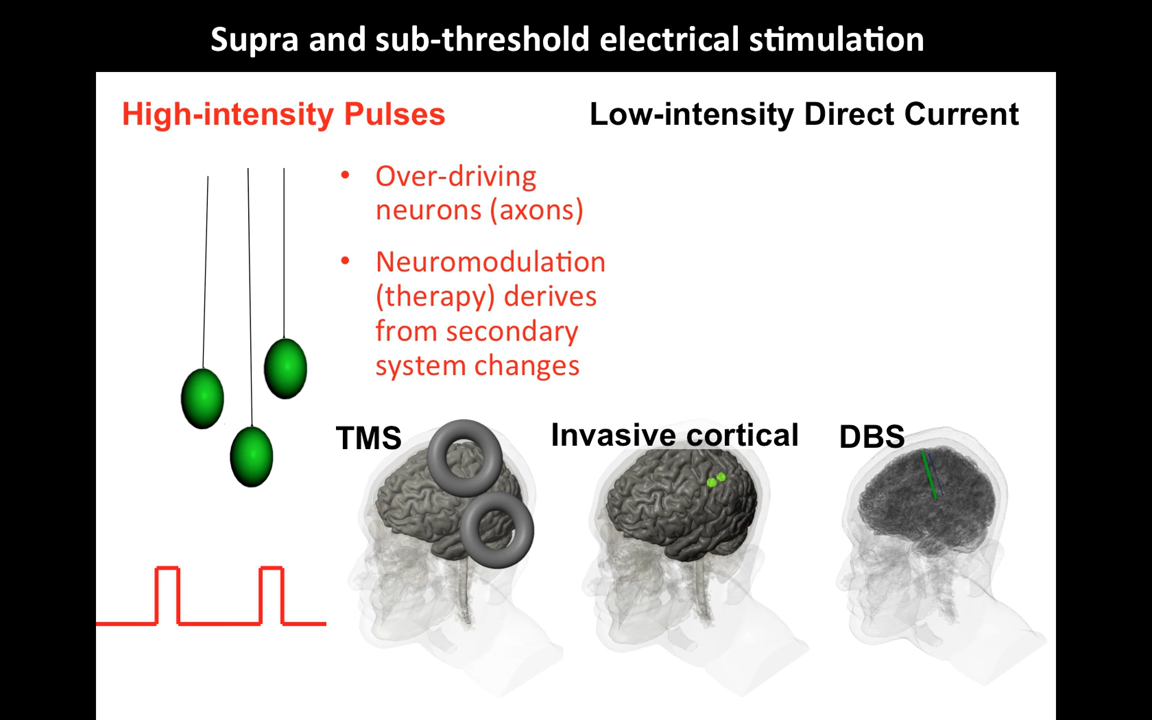 Supra and sub-threshold electrical stimulation
High-intensity Pulses
Low-intensity Direct Current
• Over-driving
neurons (axons)
• Neuromodulation
(therapy) derives
from secondary
system changes
TMS
Invasive cortical
DBS